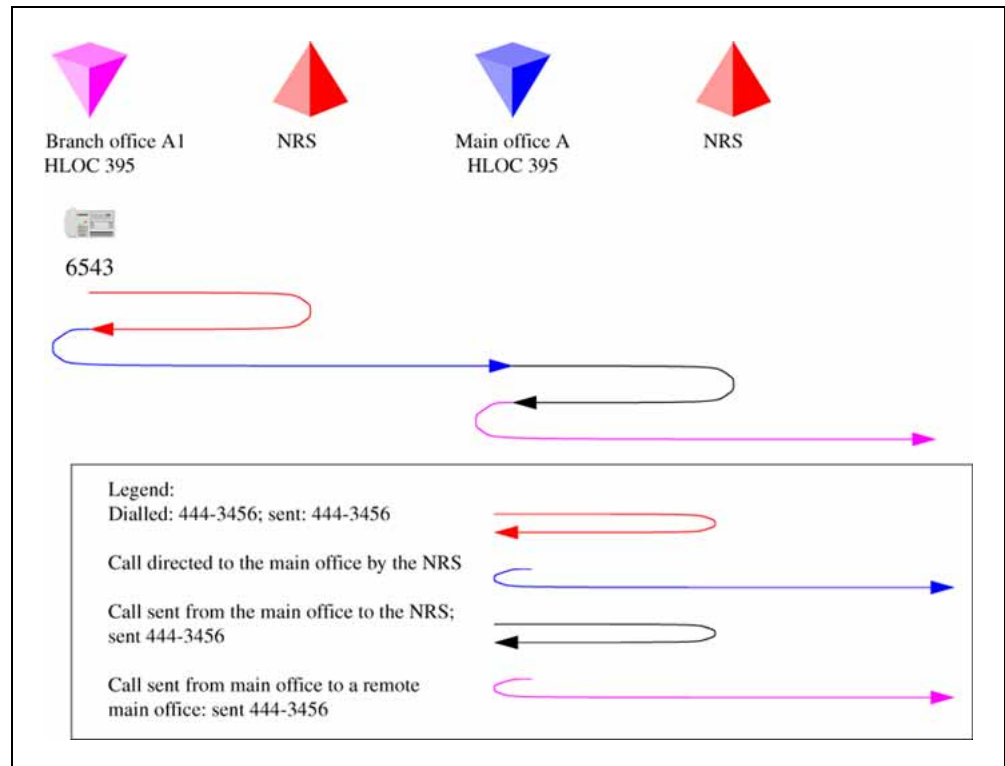 Branch office A1
HLOC 395
NRS
Main office A
HLOC 395
NRS
6543
Legend:
Dialled: 444-3456; sent: 444-3456
Call directed to the main office by the NRS
Call sent from the main office to the NRS;
sent 444-3456
Call sent from main office to a remote
main office: sent 444-3456